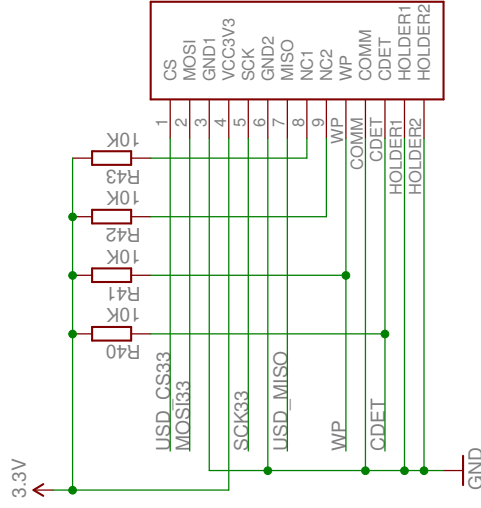 CS
MOSI
GND1
VCC3V3
SCK
GND2
MISO
NC1
NC2
WP
COMM
CDET
HOLDER1
HOLDER2
1
2
3
4
5
6
7
8
9
WP
COMM
CDET
HOLDER1
HOLDER2
10K
R43
10K
R42
10K
R41
10K
R40
USD_CS33
MOSI33
SCK33
USD_MISO
WP
CDET
3.3V
GND